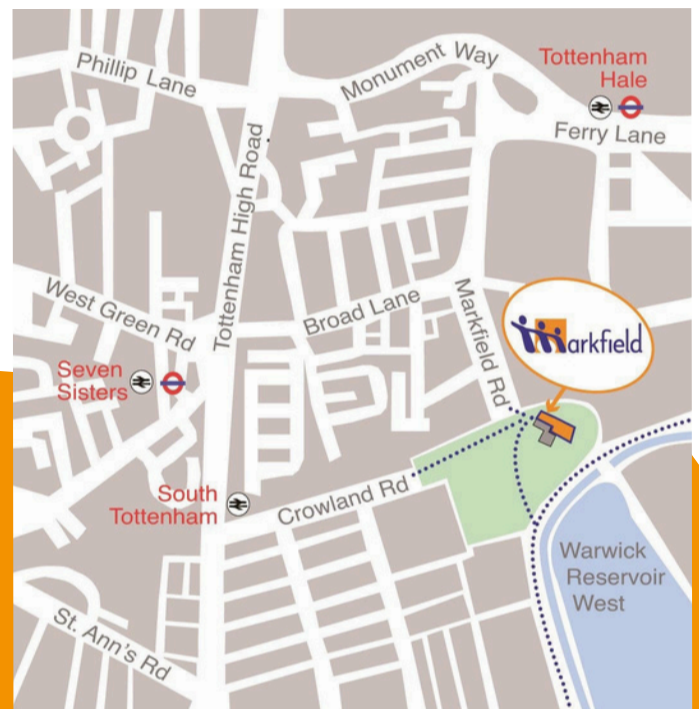 Phillip Lane
Monument Way
Tottenham
Hale
Ferry Lane
Tottenham High Road
West Green Rd
Broad Lane
Markfield Rd
Markfield
Seven
Sisters
South
Tottenham
Crowland Rd
Warwick
Reservoir
West
St. Ann's Rd